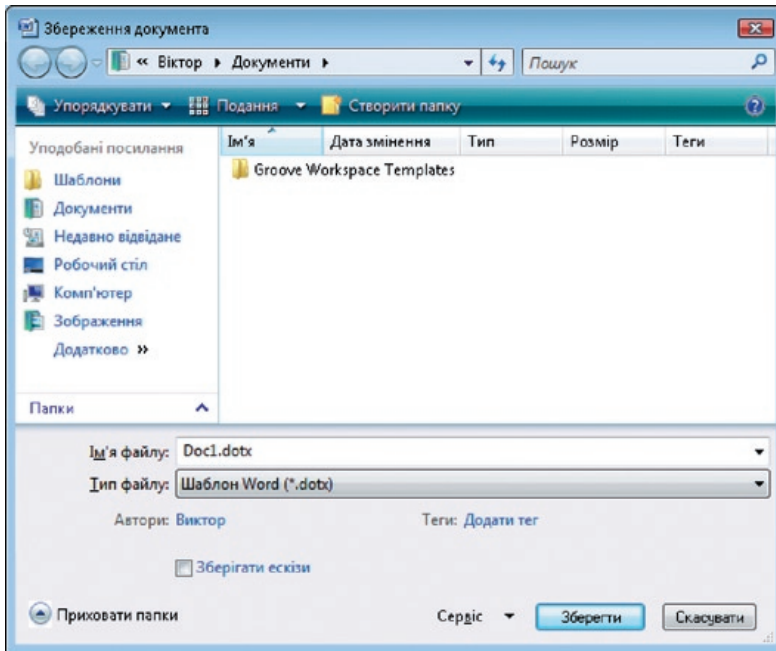 Збереження документа
« Віктор Документи Пошук
Упорядкувати Подання Створити папку
Уподобані посилання
Шаблони
Документи
Недавно відвідане
Робочий стіл
Комп'ютер
Зображення
Додатково »
Папки
Ім'я Дата змінення Тип Розмір Теги
Groove Workspace Templates
Ім'я файлу: Doc1.dotx
Тип файлу: Шаблон Word (*.dotx)
Автори: Виктор Теги: Додати тег
Зберігати ескізи
Приховати папки Сервіс Зберегти Скасувати